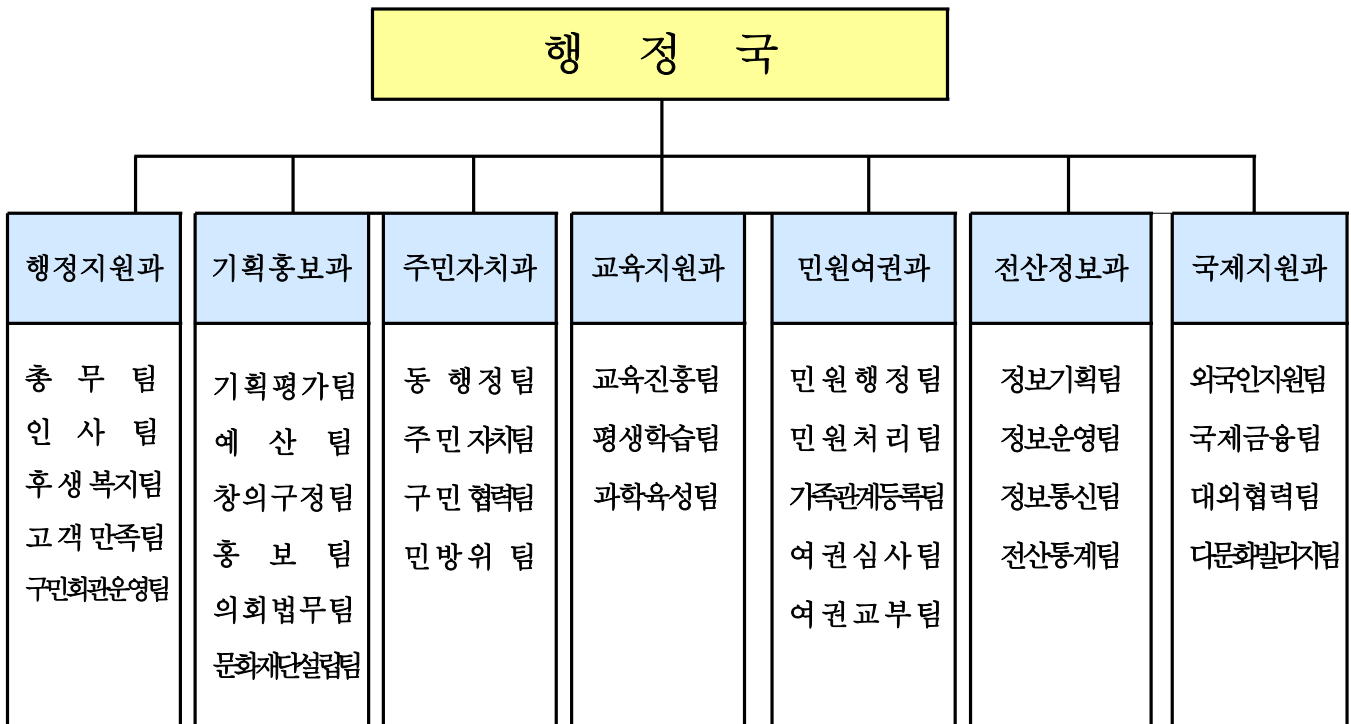 행 정 국
행정지원과
총 무 팀
인 사 팀
후생복지팀
고객 만족팀
구민회관운영팀
기획홍보과
기획평가팀
예 산 팀
창의구정팀
홍 보 팀
의회법무팀
문화재단설립팀
주민자치과
동 행정팀
주민자치팀
구민협력팀
민방위 팀
교육지원과
교육진흥팀
평생학습팀
과학육성팀
민원여권과
민원행정팀
민원처리팀
가족관계등록팀
여권심사팀
여권교부팀
전산정보과
정보기획팀
정보운영팀
정보통신팀
전산통계팀
국제지원과
외국인지원팀
국제금융팀
대외협력팀
다문화빌리지팀